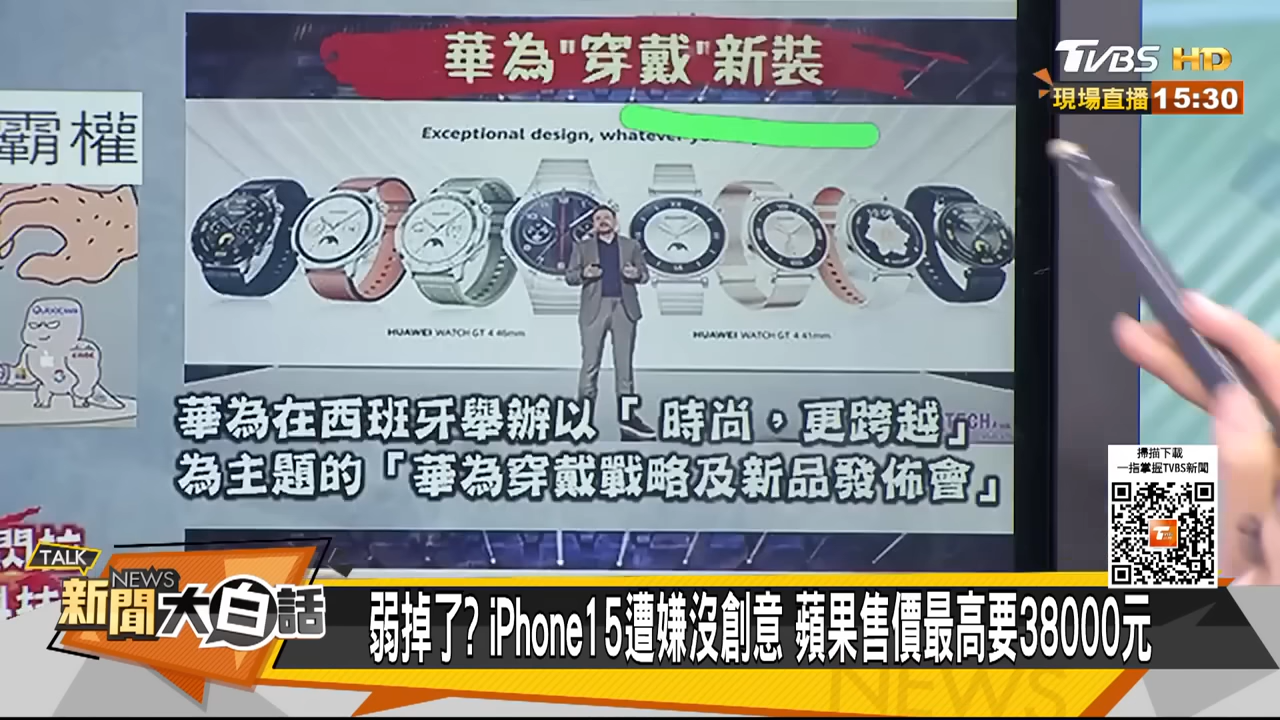 華為"穿戴"新裝
TVBS HD
現場直播 15:30
霸權
Exceptional design, whatever
HUAWEI WATCH GT 4 46mm
HUAWEI WATCH GT 4 41mm
華為在西班牙舉辦以「時尚，更跨越」
TECH,
為主題的「華為穿戴戰略及新品發佈會」
掃描下載
一指掌握TVBS新聞
TALK
NEWS
新聞大白話
弱掉了? iPhone15遭嫌沒創意 蘋果售價最高要38000元
NEWS